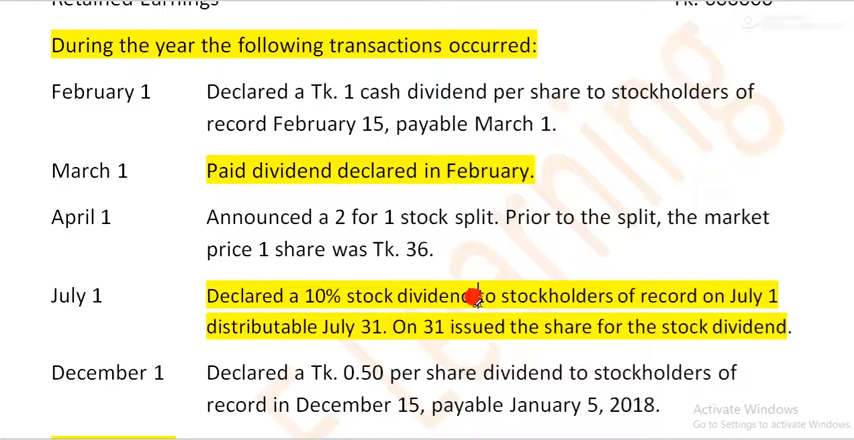 Retained Earnings Tk.
During the year the following transactions occurred:
February 1 Declared a Tk. 1 cash dividend per share to stockholders of
record February 15, payable March 1.
March 1 Paid dividend declared in February.
April 1 Announced a 2 for 1 stock split. Prior to the split, the market
price 1 share was Tk. 36.
July 1 Declared a 10% stock dividend to stockholders of record on July 1
distributable July 31. On 31 issued the share for the stock dividend.
December 1 Declared a Tk. 0.50 per share dividend to stockholders of
record in December 15, payable January 5, 2018.
E Learning
Activate Windows
Go to Settings to activate Windows.